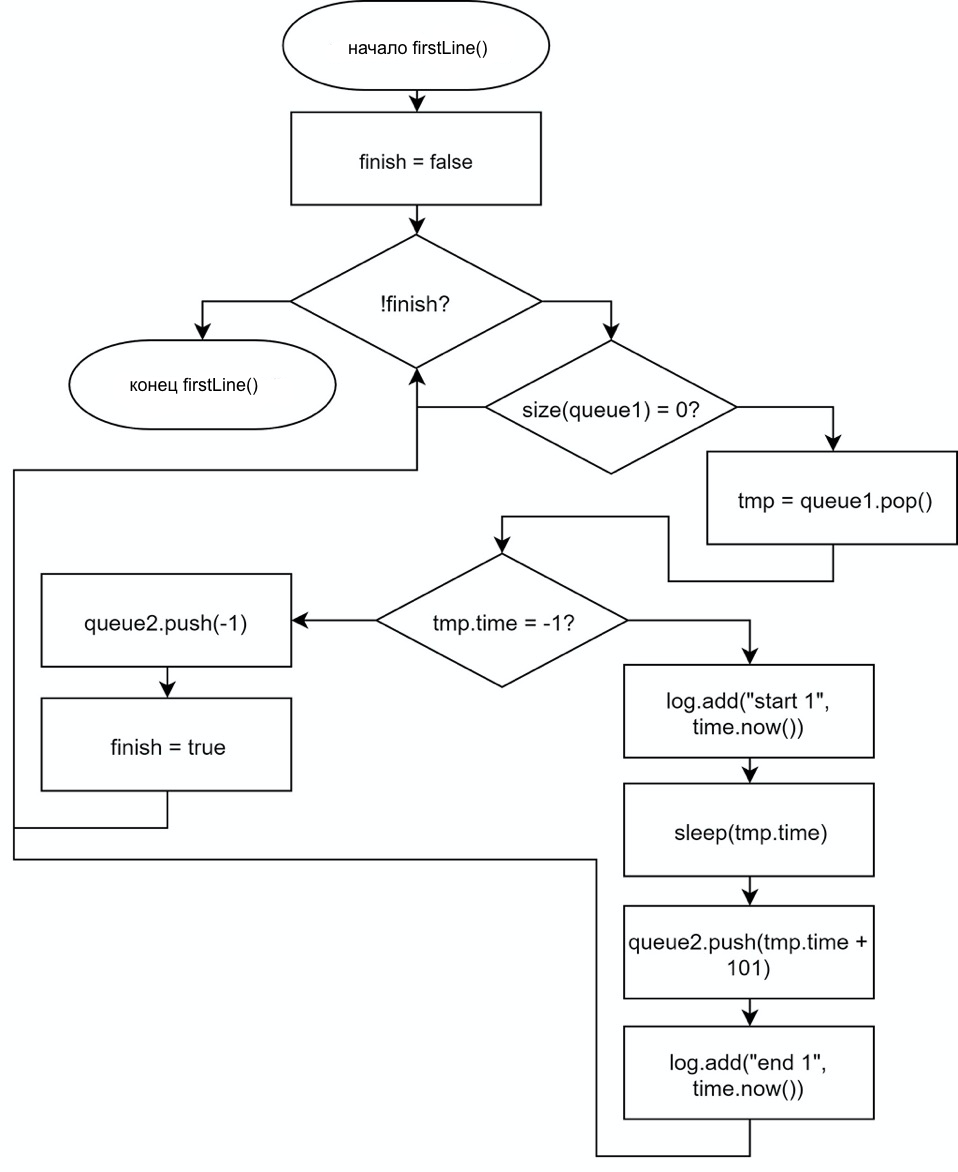 начало firstLine()
finish = false
!finish?
конец firstLine()
size(queue1) = 0?
tmp = queue1.pop()
tmp.time = -1?
queue2.push(-1)
finish = true
log.add("start 1",
time.now())
sleep(tmp.time)
queue2.push(tmp.time +
101)
log.add("end 1",
time.now())